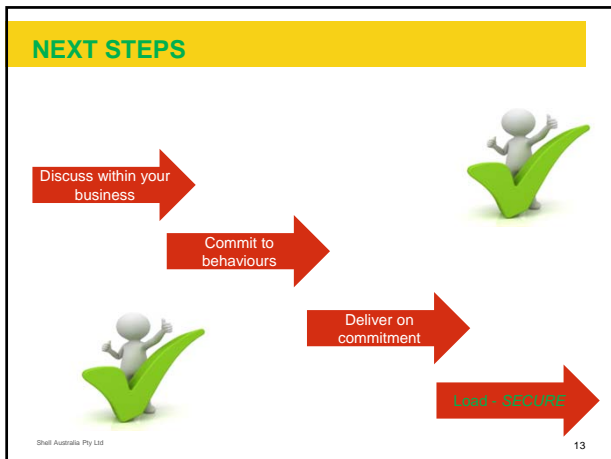 NEXT STEPS
Discuss within your
business
Commit to
behaviours
Deliver on
commitment
Load - SECURE
Shell Australia Pty Ltd
13